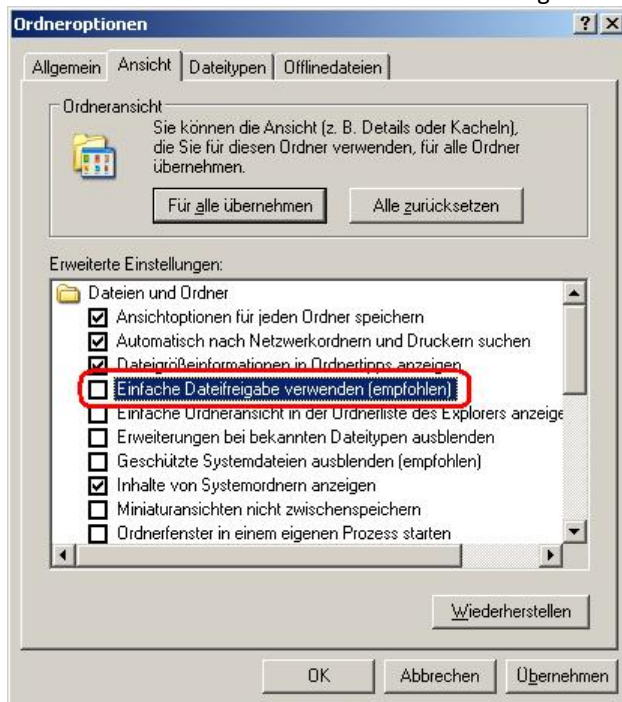 Ordneroptionen
Allgemein Ansicht Dateitypen Offlinedateien
Ordneransicht
Sie können die Ansicht (z. B. Details oder Kacheln),
die Sie für diesen Ordner verwenden, für alle Ordner
übernehmen.
Für alle übernehmen Alle zurücksetzen
Erweiterte Einstellungen:
Dateien und Ordner
Ansichtoptionen für jeden Ordner speichern
Automatisch nach Netzwerkordnern und Druckern suchen
Dateigrößeinformationen in Ordnertipps anzeigen
Einfache Dateifreigabe verwenden (empfohlen)
Einfache Ordneransicht in der Ordnerliste des Explorers anzeige
Erweiterungen bei bekannten Dateitypen ausblenden
Geschützte Systemdateien ausblenden (empfohlen)
Inhalte von Systemordnern anzeigen
Miniaturansichten nicht zwischenspeichern
Ordnerfenster in einem eigenen Prozess starten
Wiederherstellen
OK Abbrechen Übernehmen